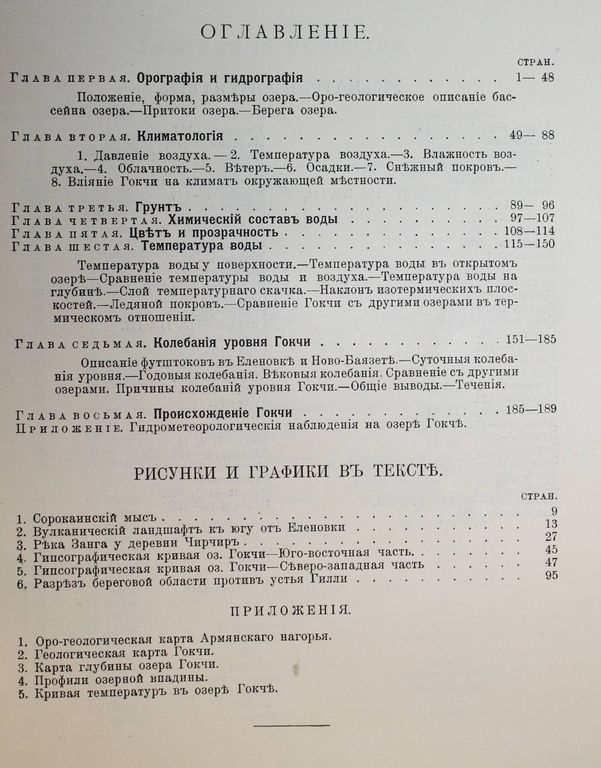 ОГЛАВЛЕНІЕ.
СТРАН.
ГЛАВА ПЕРВАЯ. Орографія и гидрографія . . . . . . . . . . . . 1— 48
Положеніе, форма, размѣры озера.—Оро-геологическое описаніе бас-
сейна озера.—Притоки озера.—Берега озера.
ГЛАВА ВТОРАЯ. Климатологія . . . . . . . . . . . . . . . . 49— 88
1. Давленіе воздуха. — 2. Температура воздуха.—3. Влажность воз-
духа.—4. Облачность.—5. Вѣтеръ.—6. Осадки.—7. Снѣжный покровъ.—
8. Вліяніе Гокчи на климатъ окружающей мѣстности.
ГЛАВА ТРЕТЬЯ. Грунтъ . . . . . . . . . . . . . . . . . . 89— 96
ГЛАВА ЧЕТВЕРТАЯ. Химическій составъ воды . . . . . . . . . . 97—107
ГЛАВА ПЯТАЯ. Цвѣтъ и прозрачность . . . . . . . . . . . . . 108—114
ГЛАВА ШЕСТАЯ. Температура воды . . . . . . . . . . . . . . 115—150
Температура воды у поверхности.—Температура воды въ открытомъ
озерѣ—Сравненіе температуры воды и воздуха.—Температура воды на
глубинѣ.—Слой температурнаго скачка.—Наклонъ изотермическихъ плос-
костей.—Ледяной покровъ.—Сравненіе Гокчи съ другими озерами въ тер-
мическомъ отношеніи.
ГЛАВА СЕДЬМАЯ. Колебанія уровня Гокчи . . . . . . . . . . . . 151—185
Описаніе футштоковъ въ Еленовкѣ и Ново-Баязетѣ.—Суточныя колеба-
нія уровня.—Годовыя колебанія. Вѣковыя колебанія. Сравненіе съ другими
озерами. Причины колебаній уровня Гокчи.—Общіе выводы.—Теченія.
ГЛАВА ВОСЬМАЯ. Происхожденіе Гокчи . . . . . . . . . . . . . 185—189
ПРИЛОЖЕНІЕ. Гидрометеорологическія наблюденія на озерѣ Гокчѣ.
РИСУНКИ И ГРАФИКИ ВЪ ТЕКСТѢ.
СТРАН.
1. Сорокаинскій мысъ . . . . . . . . . . . . . . . . . . . 9
2. Вулканическій ландшафтъ къ югу отъ Еленовки . . . . . . . . . 13
3. Рѣка Занга у деревни Чирчиръ . . . . . . . . . . . . . . . 27
4. Гипсографическая кривая оз. Гокчи—Юго-восточная часть. . . . . . . 45
5. Гипсографическая кривая оз. Гокчи—Сѣверо-западная часть . . . . . . 47
6. Разрѣзъ береговой области противъ устья Гилли . . . . . . . . . 95
ПРИЛОЖЕНІЯ.
1. Оро-геологическая карта Армянскаго нагорья.
2. Геологическая карта Гокчи.
3. Карта глубины озера Гокчи.
4. Профили озерной впадины.
5. Кривая температуръ въ озерѣ Гокчѣ.